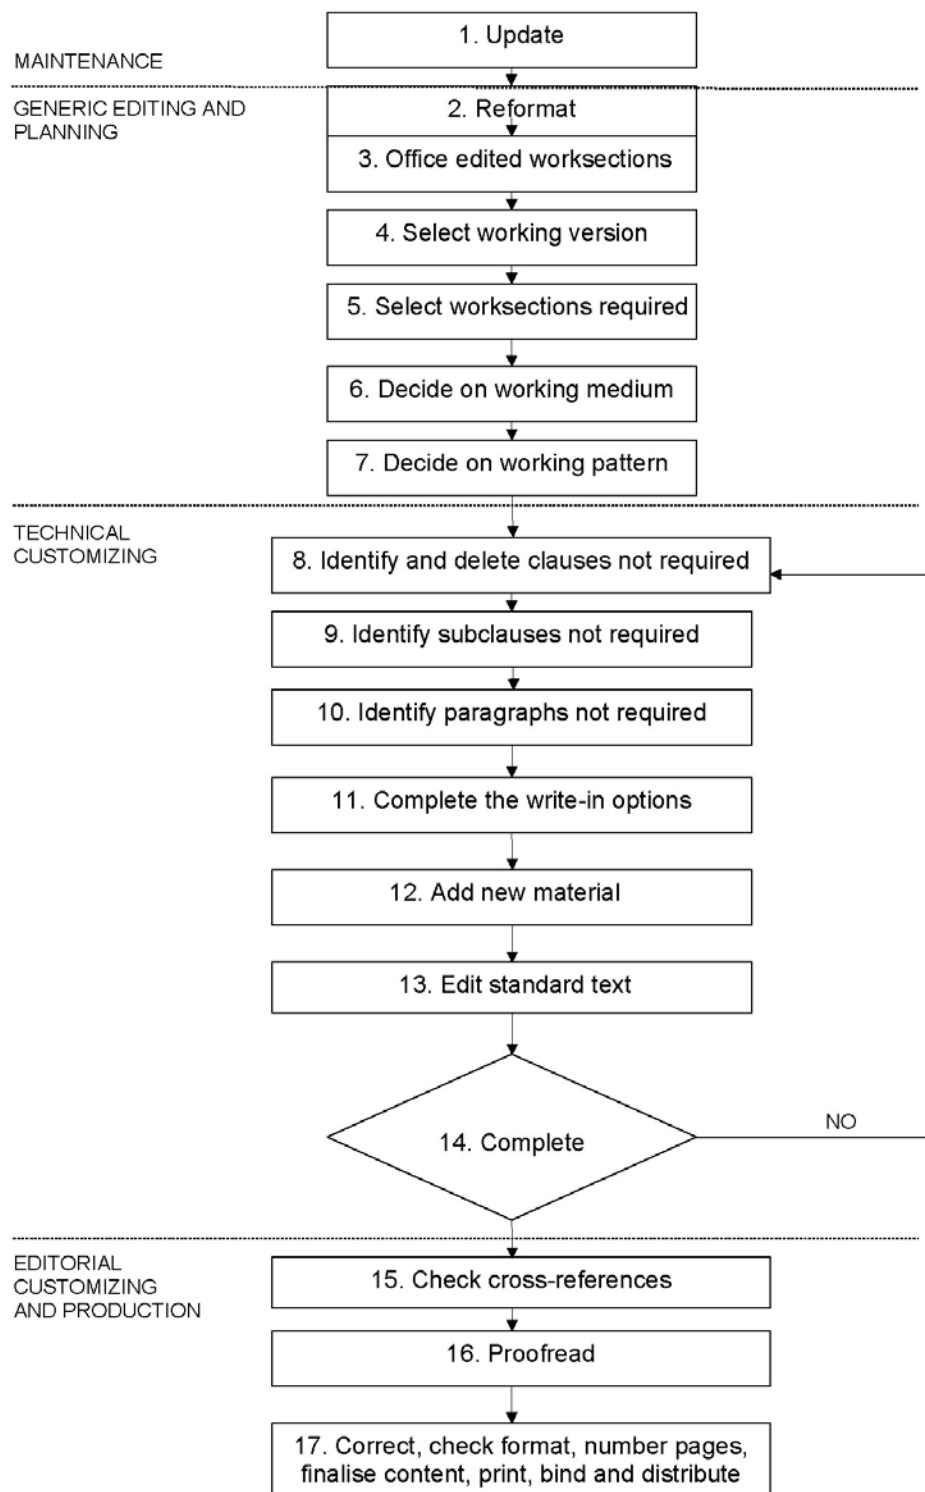 1. Update
MAINTENANCE
GENERIC EDITING AND
PLANNING
2. Reformat
3. Office edited worksections
4. Select working version
5. Select worksections required
6. Decide on working medium
7. Decide on working pattern
TECHNICAL
CUSTOMIZING
8. Identify and delete clauses not required
9. Identify subclauses not required
10. Identify paragraphs not required
11. Complete the write-in options
12. Add new material
13. Edit standard text
14. Complete
NO
EDITORIAL
CUSTOMIZING
AND PRODUCTION
15. Check cross-references
16. Proofread
17. Correct, check format, number pages,
finalise content, print, bind and distribute